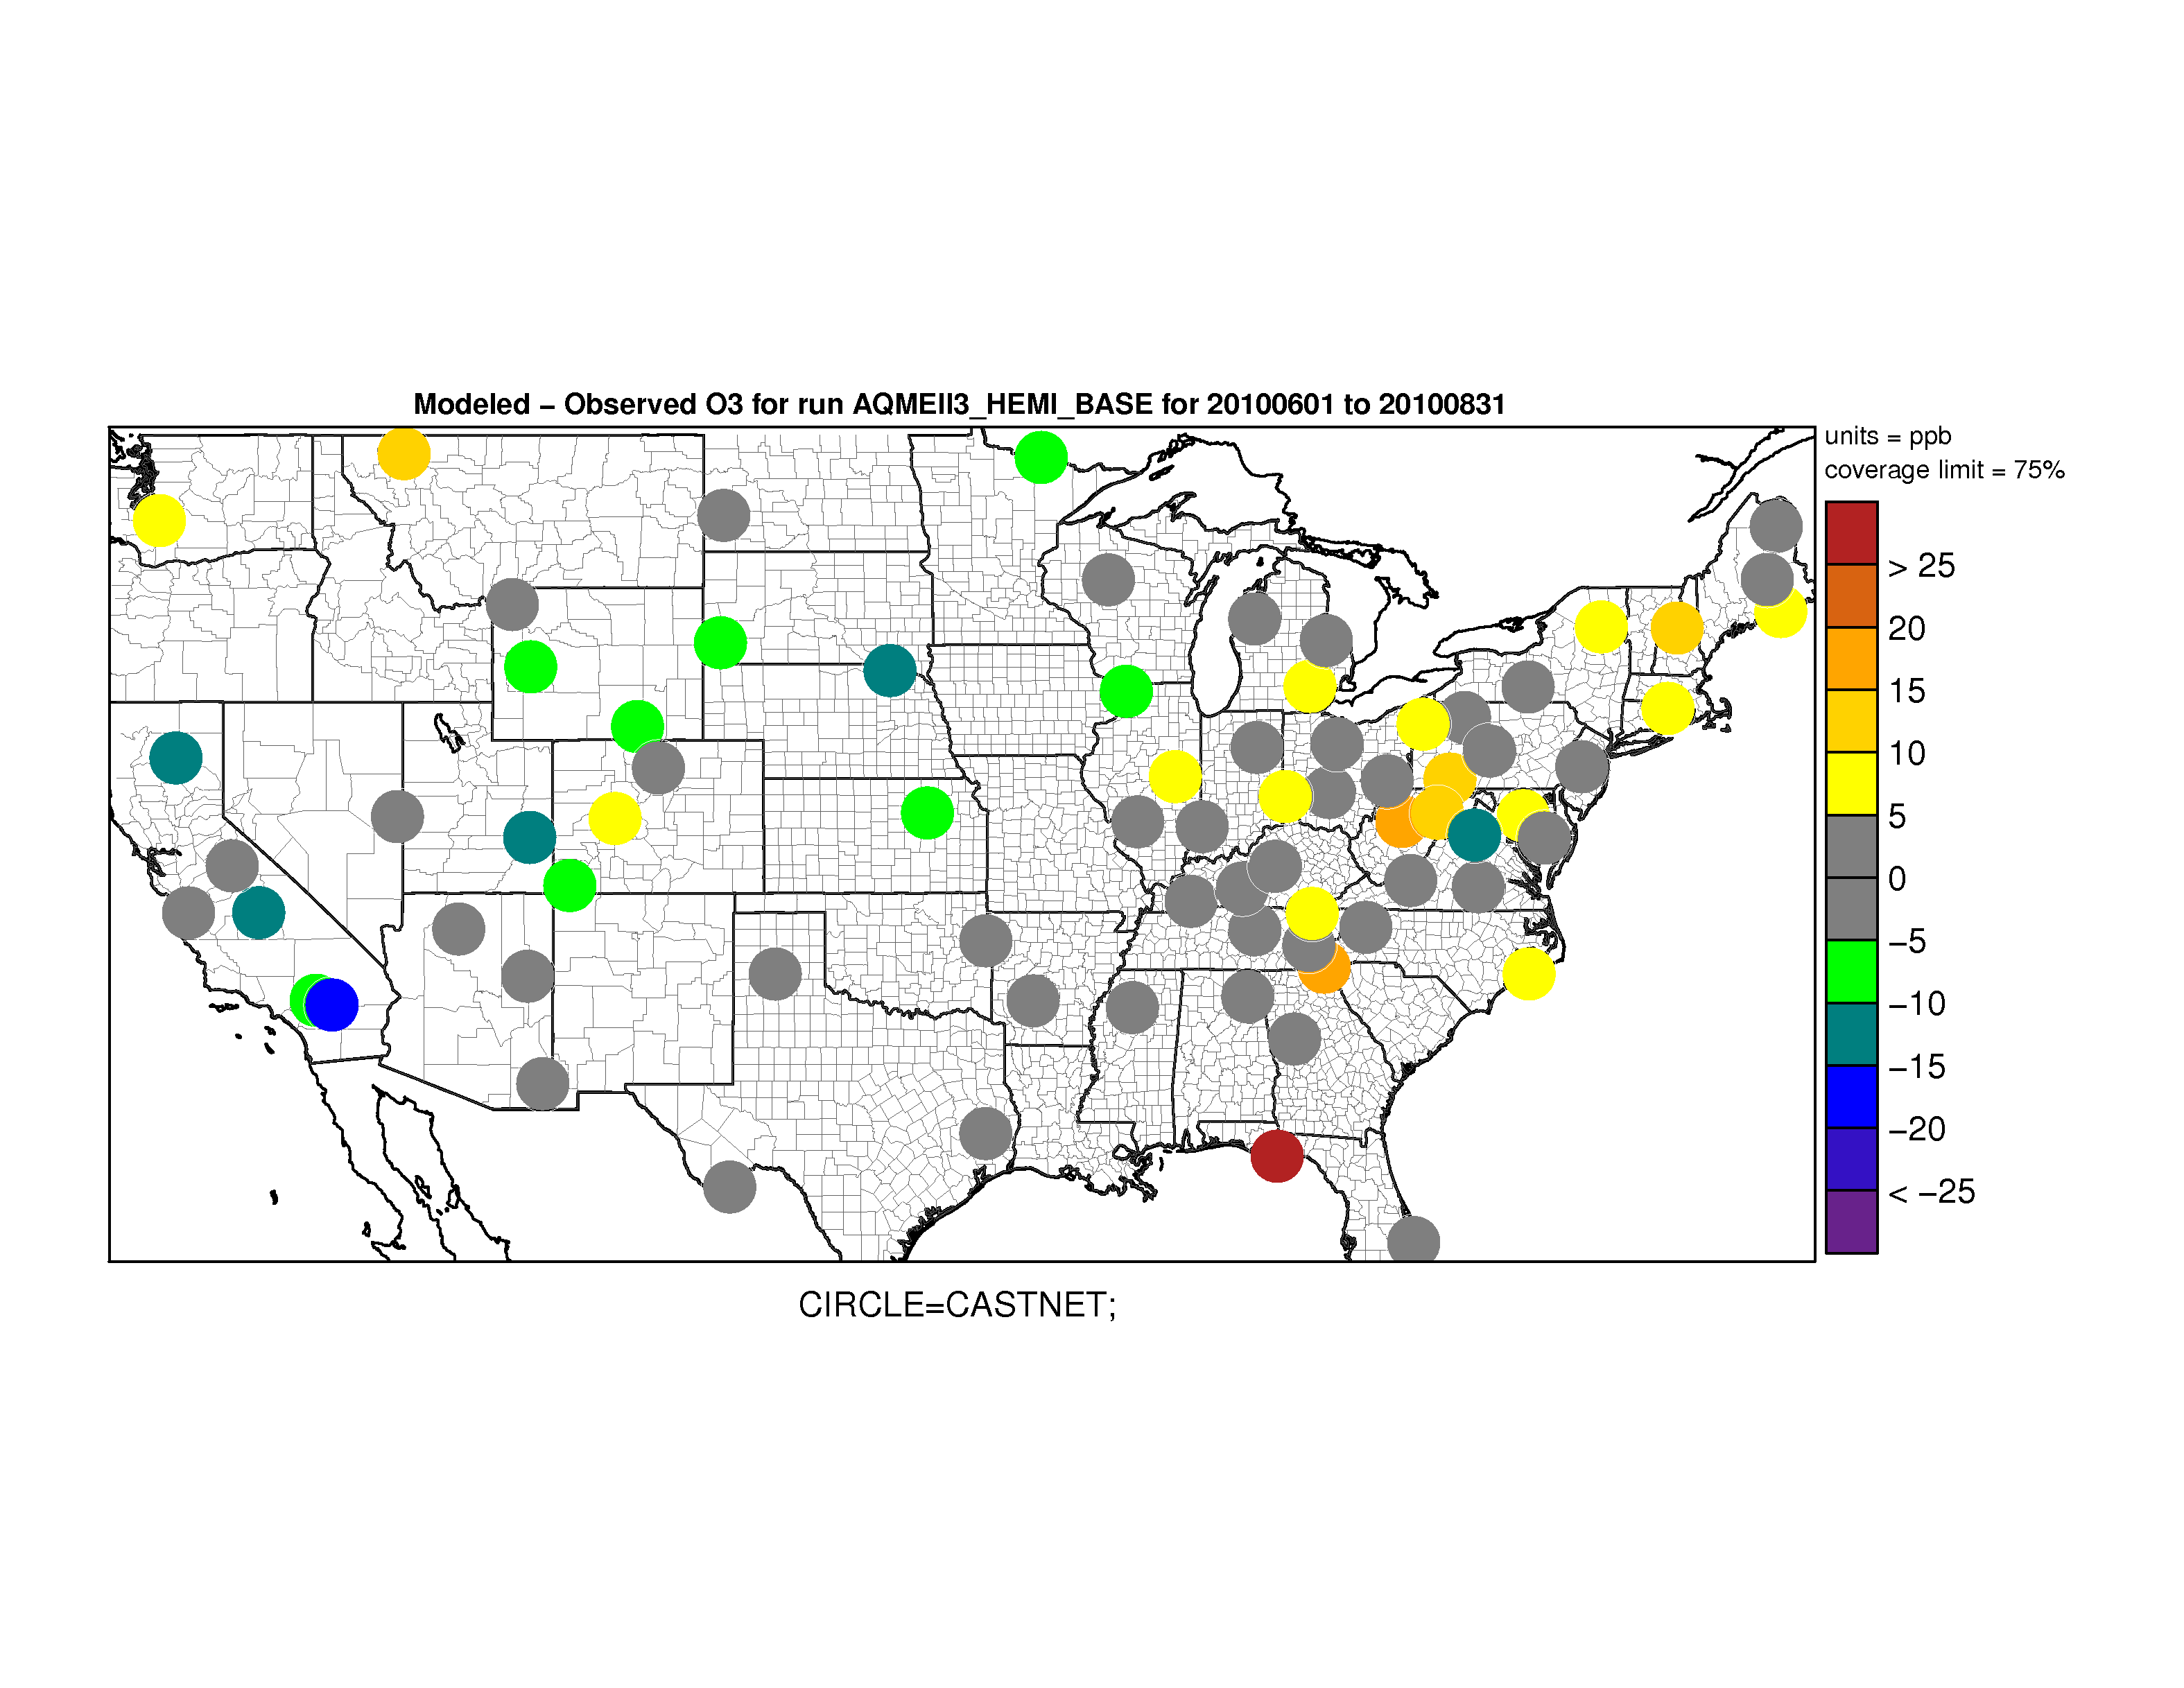 Modeled − Observed O3 for run AQMEII3_HEMI_BASE for 20100601 to 20100831
units = ppb
coverage limit = 75%
> 25
20
15
10
5
0
−5
−10
−15
−20
< −25
CIRCLE=CASTNET;